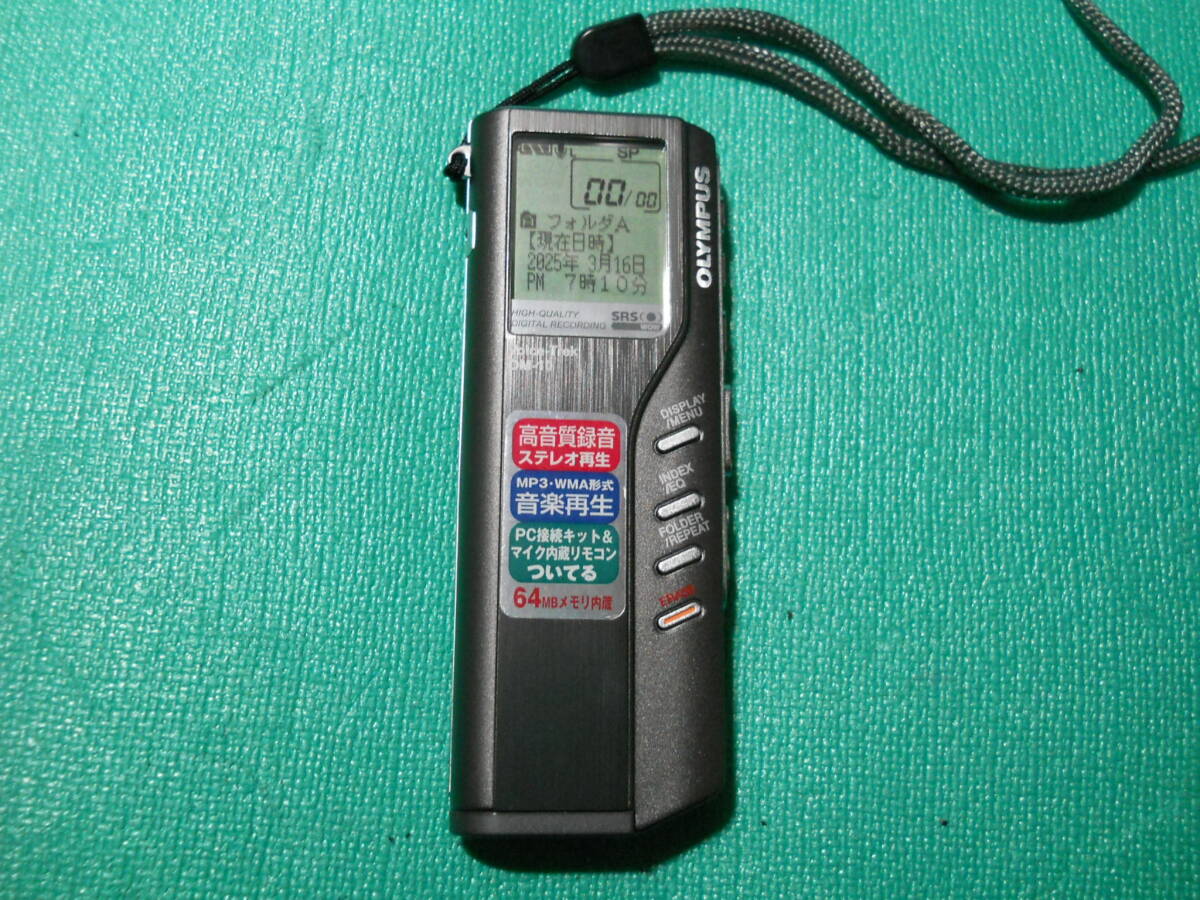 SP
00/00
フォルダA
【現在日時】
2025年 3月16日
PM 7時10分
HIGH-QUALITY
DIGITAL RECORDING
SRS
WOW
OLYMPUS
Voice-Trek
DISPLAY
/MENU
INDEX
/EQ
FOLDER
/REPEAT
ERASE
高音質録音
ステレオ再生
MP3・WMA形式
音楽再生
PC接続キット&
マイク内蔵リモコン
ついてる
64MBメモリ内蔵